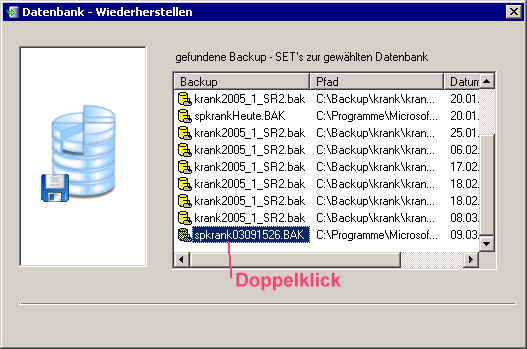 Datenbank - Wiederherstellen
gefundene Backup - SET's zur gewählten Datenbank
Backup Pfad Datum
krank2005_1_SR2.bak C:\Backup\krank\kran... 20.01.
spkrankHeute.BAK C:\Programme\Microsof... 20.01.
krank2005_1_SR2.bak C:\Backup\krank\kran... 25.01
krank2005_1_SR2.bak C:\Backup\krank\kran... 06.02
krank2005_1_SR2.bak C:\Backup\krank\kran... 17.02
krank2005_1_SR2.bak C:\Backup\krank\kran... 18.02.
krank2005_1_SR2.bak C:\Backup\krank\kran... 18.02.
krank2005_1_SR2.bak C:\Backup\krank\kran... 08.03.
spkrank03091526.BAK C:\Programme\Microsof... 09.03.
Doppelklick